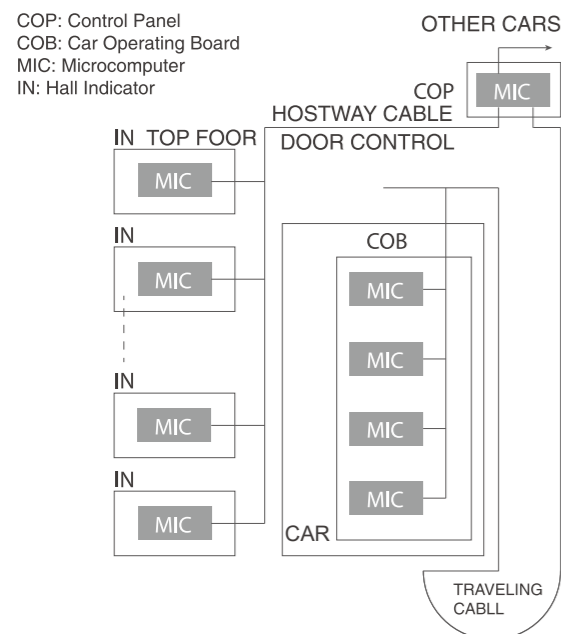 COP: Control Panel
COB: Car Operating Board
MIC: Microcomputer
IN: Hall Indicator
OTHER CARS
COP
MIC
HOSTWAY CABLE
IN TOP FOOR
DOOR CONTROL
MIC
IN
MIC
COB
MIC
MIC
IN
MIC
MIC
IN
MIC
MIC
CAR
TRAVELING
CABLL